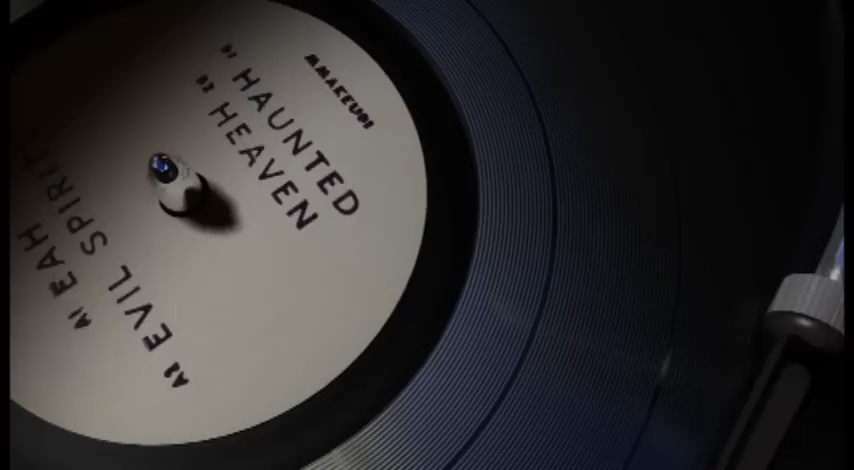 B1 HAUNTED
B2 HEAVEN
A1 EAH
A2 EVIL SPIRIT